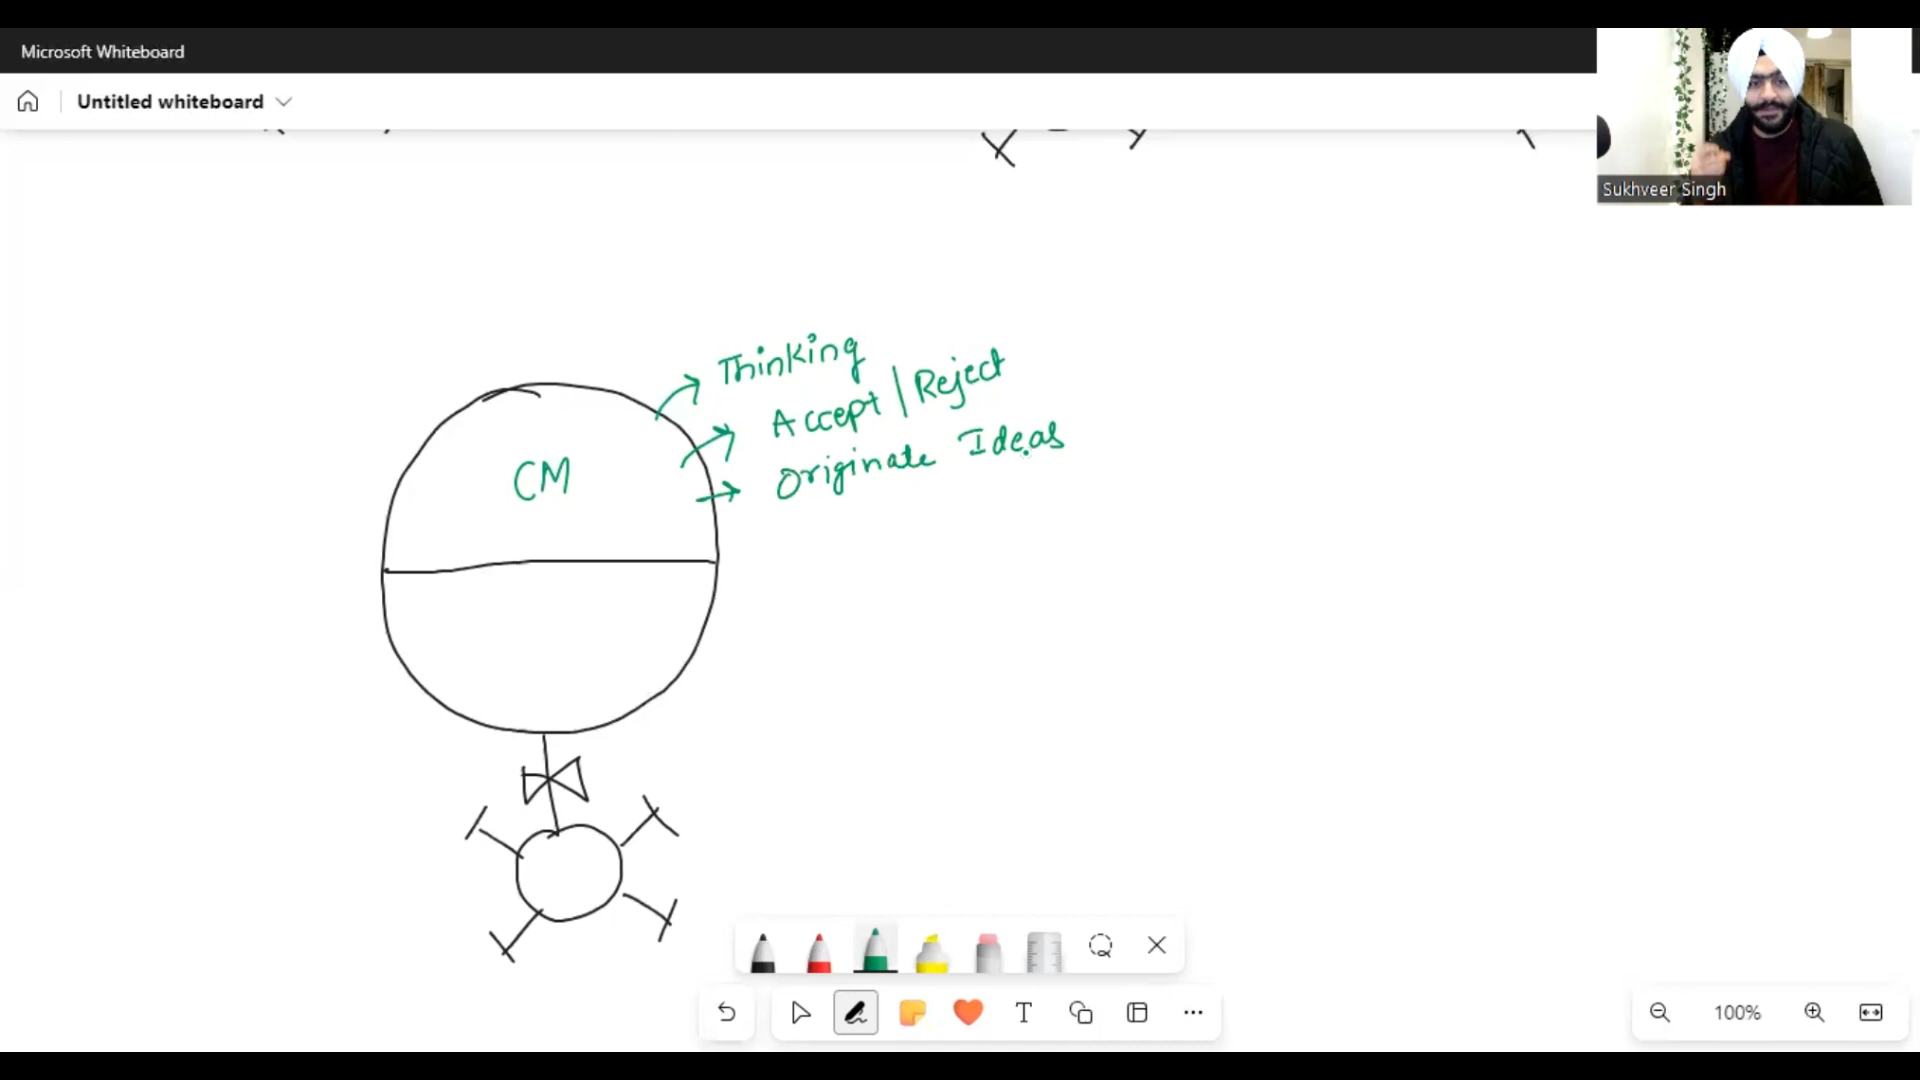 Microsoft Whiteboard
Untitled whiteboard
Sukhveer Singh
Thinking
Accept | Reject
Originate Ideas
CM
T
100%